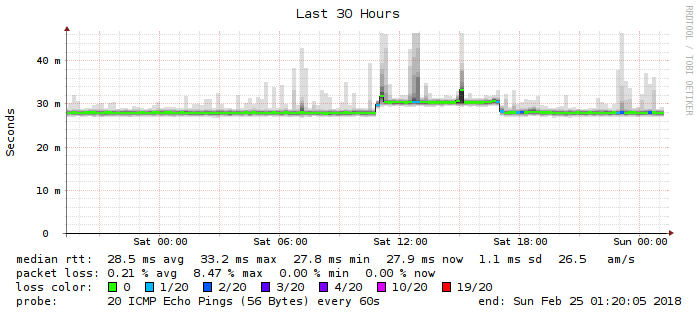 Last 30 Hours
RRDTOOL / TOBI OETIKER
Seconds
40 m
30 m
20 m
10 m
0
Sat 00:00 Sat 06:00 Sat 12:00 Sat 18:00 Sun 00:00
median rtt: 28.5 ms avg 33.2 ms max 27.8 ms min 27.9 ms now 1.1 ms sd 26.5 am/s
packet loss: 0.21 % avg 8.47 % max 0.00 % min 0.00 % now
loss color: 0 1/20 2/20 3/20 4/20 10/20 19/20
probe: 20 ICMP Echo Pings (56 Bytes) every 60s end: Sun Feb 25 01:20:05 2018